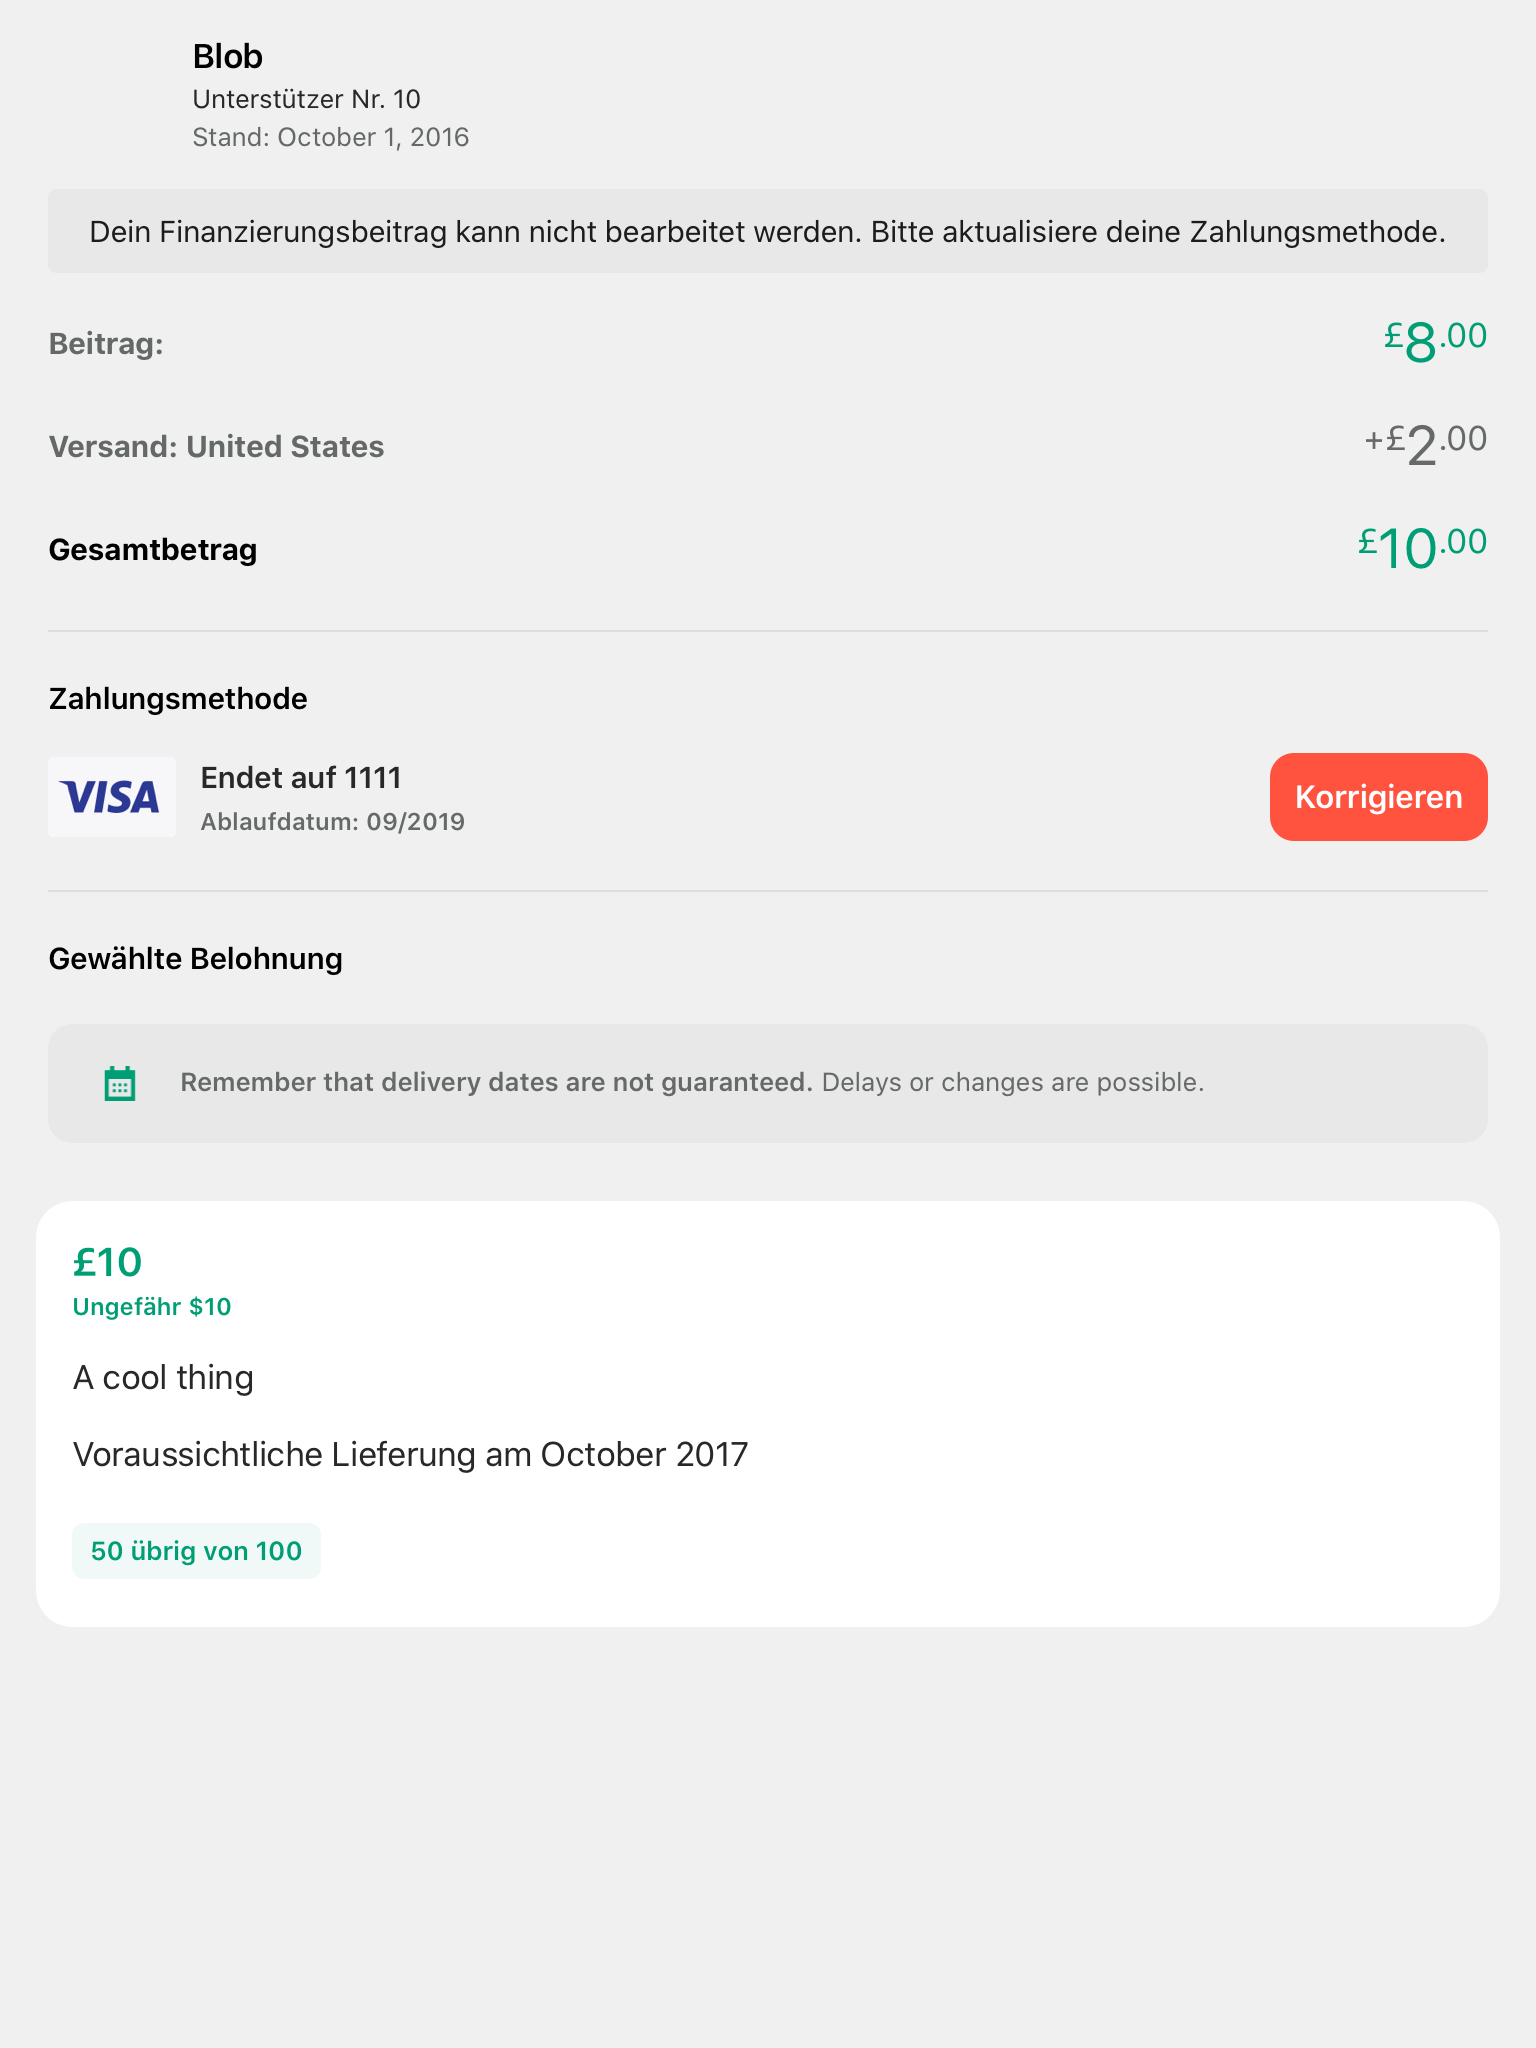 Blob
Unterstützer Nr. 10
Stand: October 1, 2016
Dein Finanzierungsbeitrag kann nicht bearbeitet werden. Bitte aktualisiere deine Zahlungsmethode.
Beitrag: £8.00
Versand: United States +£2.00
Gesamtbetrag £10.00
Zahlungsmethode
VISA
Endet auf 1111
Ablaufdatum: 09/2019
Korrigieren
Gewählte Belohnung
Remember that delivery dates are not guaranteed. Delays or changes are possible.
£10
Ungefähr $10
A cool thing
Voraussichtliche Lieferung am October 2017
50 übrig von 100